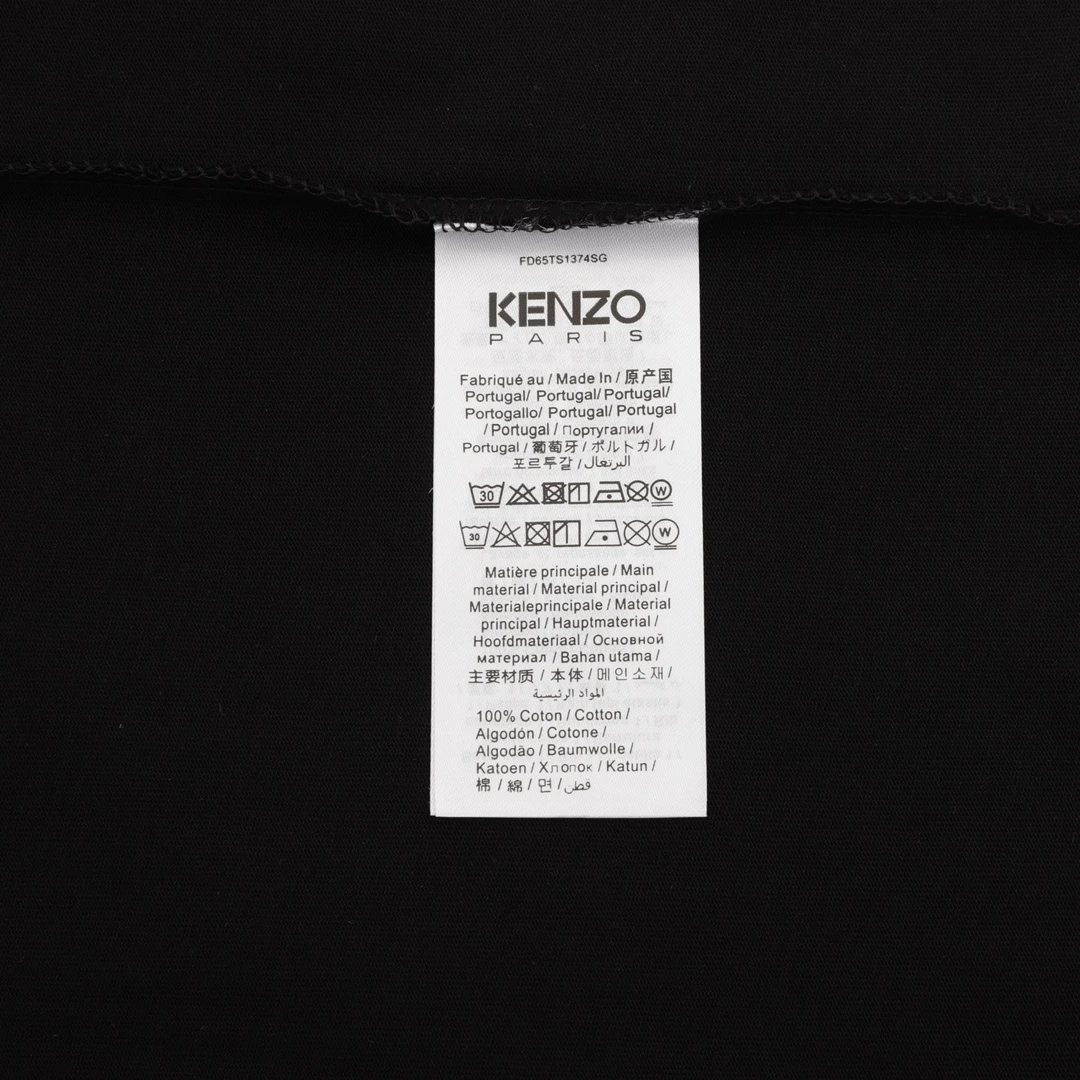 FD65TS1374SG
KENZO
PARIS
Fabriqué au / Made In / 原产国
Portugal/ Portugal/ Portugal/
Portogallo/ Portugal/ Portugal
/ Portugal / Португалии /
Portugal / 葡萄牙 / ポルトガル /
포르투갈 / البرتغال
30 W
30 W
Matière principale / Main
material / Material principal /
Materialeprincipale / Material
principal / Hauptmaterial /
Hoofdmateriaal / Основной
материал / Bahan utama /
主要材质 / 本体 / 메인소재 /
المواد الرئيسية
100% Coton / Cotton /
Algodón / Cotone /
Algodão / Baumwolle /
Katoen / Хлопок / Katun /
棉 / 綿 / 면 / قطن